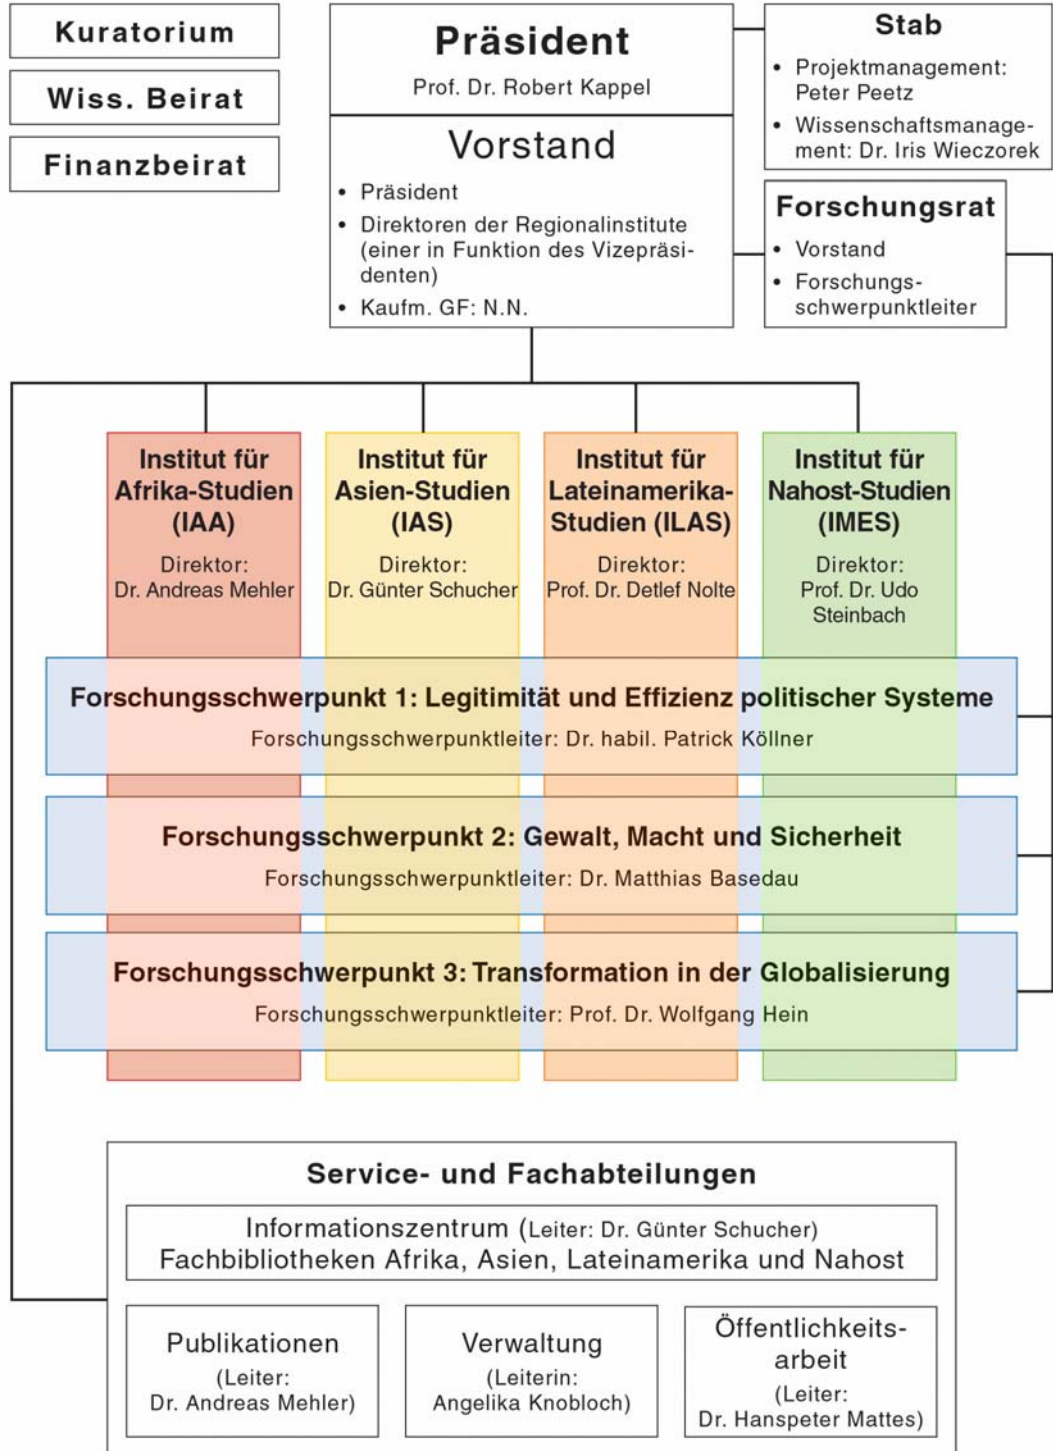 Kuratorium
Wiss. Beirat
Finanzbeirat
Präsident
Prof. Dr. Robert Kappel
Vorstand
• Präsident
• Direktoren der Regionalinstitute
(einer in Funktion des Vizepräsi-
denten)
• Kaufm. GF: N.N.
Stab
• Projektmanagement:
Peter Peetz
• Wissenschaftsmanage-
ment: Dr. Iris Wieczorek
Forschungsrat
• Vorstand
• Forschungs-
schwerpunktleiter
Institut für
Afrika-Studien
(IAA)
Direktor:
Dr. Andreas Mehler
Institut für
Asien-Studien
(IAS)
Direktor:
Dr. Günter Schucher
Institut für
Lateinamerika-
Studien (ILAS)
Direktor:
Prof. Dr. Detlef Nolte
Institut für
Nahost-Studien
(IMES)
Direktor:
Prof. Dr. Udo
Steinbach
Forschungsschwerpunkt 1: Legitimität und Effizienz politischer Systeme
Forschungsschwerpunktleiter: Dr. habil. Patrick Köllner
Forschungsschwerpunkt 2: Gewalt, Macht und Sicherheit
Forschungsschwerpunktleiter: Dr. Matthias Basedau
Forschungsschwerpunkt 3: Transformation in der Globalisierung
Forschungsschwerpunktleiter: Prof. Dr. Wolfgang Hein
Service- und Fachabteilungen
Informationszentrum (Leiter: Dr. Günter Schucher)
Fachbibliotheken Afrika, Asien, Lateinamerika und Nahost
Publikationen
(Leiter:
Dr. Andreas Mehler)
Verwaltung
(Leiterin:
Angelika Knobloch)
Öffentlichkeits-
arbeit
(Leiter:
Dr. Hanspeter Mattes)